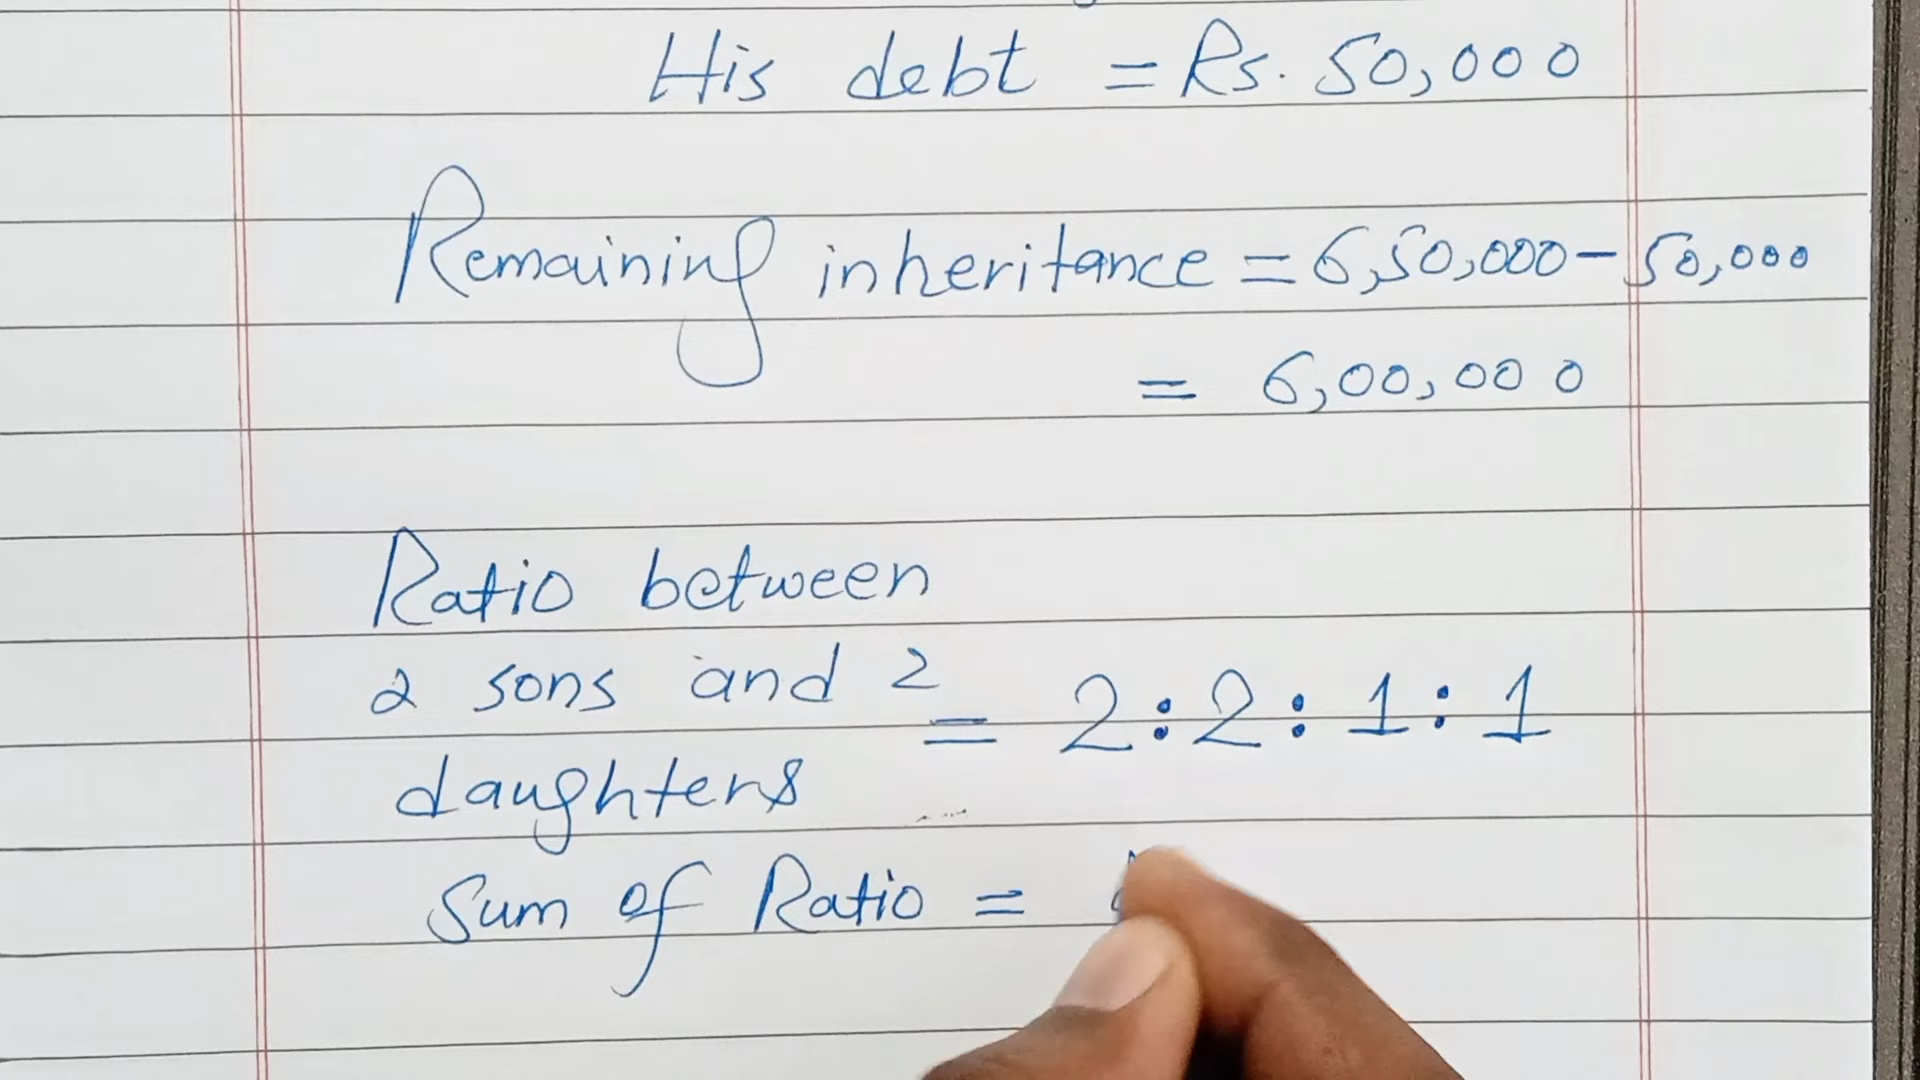 His debt = Rs. 50,000
Remaining inheritance = 6,50,000 - 50,000
= 6,00,000
Ratio between
2 sons and 2
daughters
= 2:2:1:1
Sum of Ratio =